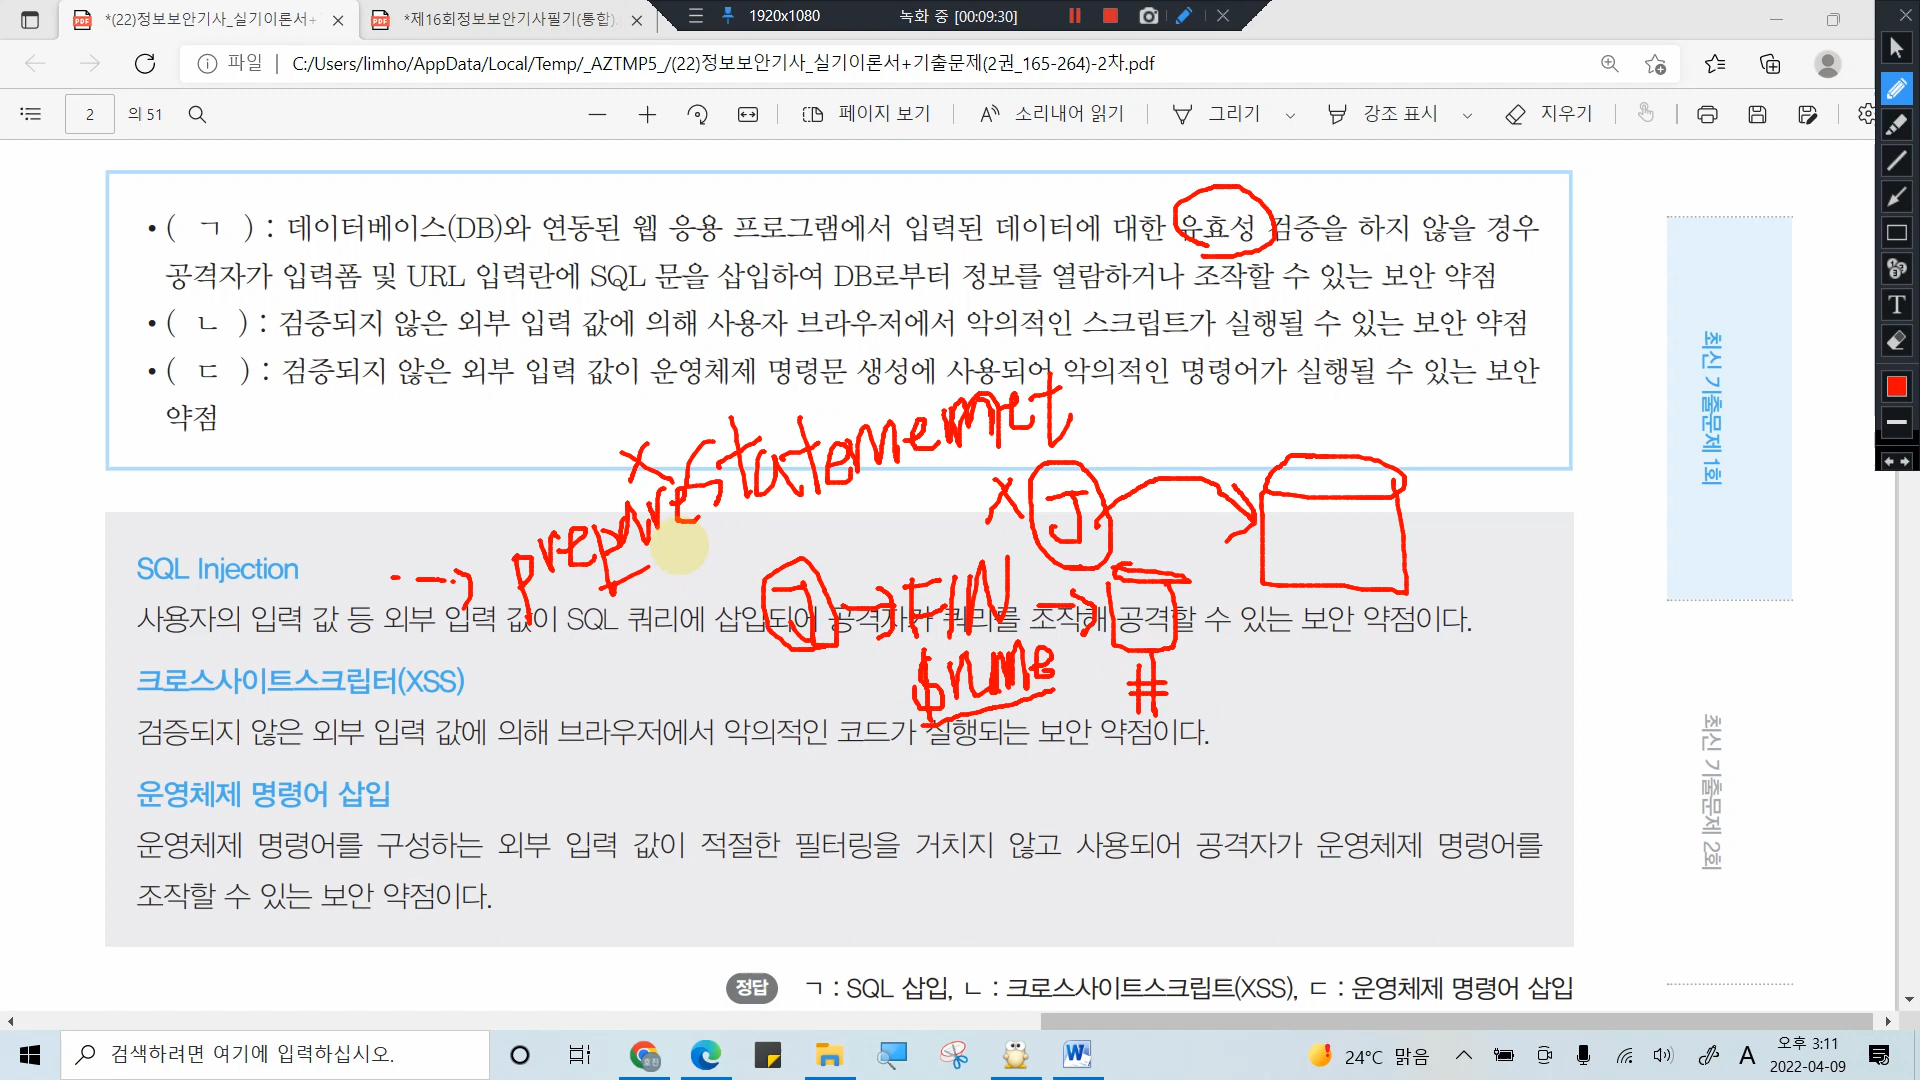 *(22)정보보안기사_실기이론서+
*제16회정보보안기사필기(통합)
1920x1080
녹화 중 [00:09:30]
파일
C:/Users/limho/AppData/Local/Temp/_AZTMP5_/(22)정보보안기사_실기이론서+기출문제(2권_165-264)-2차.pdf
2 의 51
페이지 보기
소리내어 읽기
그리기
강조 표시
지우기
• ( ㄱ ) : 데이터베이스(DB)와 연동된 웹 응용 프로그램에서 입력된 데이터에 대한 유효성 검증을 하지 않을 경우
공격자가 입력폼 및 URL 입력란에 SQL 문을 삽입하여 DB로부터 정보를 열람하거나 조작할 수 있는 보안 약점
• ( ㄴ ) : 검증되지 않은 외부 입력 값에 의해 사용자 브라우저에서 악의적인 스크립트가 실행될 수 있는 보안 약점
• ( ㄷ ) : 검증되지 않은 외부 입력 값이 운영체제 명령문 생성에 사용되어 악의적인 명령어가 실행될 수 있는 보안
약점
x
x
J
SQL Injection
J
FIN
사용자의 입력 값 등 외부 입력 값이 SQL 쿼리에 삽입되어 공격자가 쿼리를 조작해 공격할 수 있는 보안 약점이다.
#
크로스사이트스크립터(XSS)
검증되지 않은 외부 입력 값에 의해 브라우저에서 악의적인 코드가 실행되는 보안 약점이다.
운영체제 명령어 삽입
운영체제 명령어를 구성하는 외부 입력 값이 적절한 필터링을 거치지 않고 사용되어 공격자가 운영체제 명령어를
조작할 수 있는 보안 약점이다.
정답 ㄱ : SQL 삽입, ㄴ : 크로스사이트스크립트(XSS), ㄷ : 운영체제 명령어 삽입
최신 기출문제 1회
최신 기출문제 2회
T
검색하려면 여기에 입력하십시오.
24°C 맑음
A
오후 3:11
2022-04-09